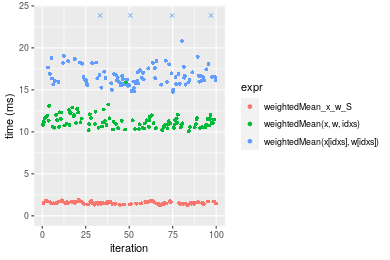 25
20
15
10
5
0
time (ms)
0
25
50
75
100
iteration
expr
weightedMean_x_w_S
weightedMean(x, w, idxs)
weightedMean(x[idxs], w[idxs])